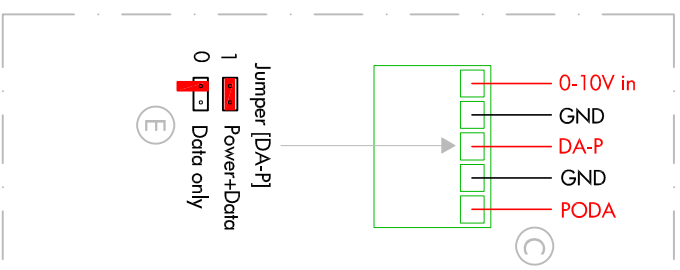 Jumper [DA-P]
1 Power+Data
0 Data only
E
0-10V in
GND
DA-P
GND
PODA
C